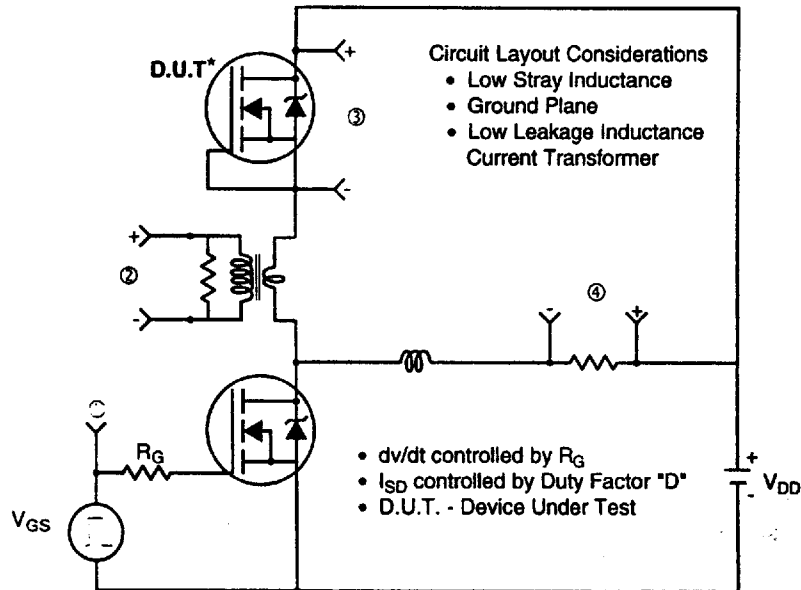 D.U.T*
+
③
-
Circuit Layout Considerations
• Low Stray Inductance
• Ground Plane
• Low Leakage Inductance
Current Transformer
+
②
-
④
-
+
RG
VGS
• dv/dt controlled by RG
• ISD controlled by Duty Factor "D"
• D.U.T. - Device Under Test
+
VDD
-